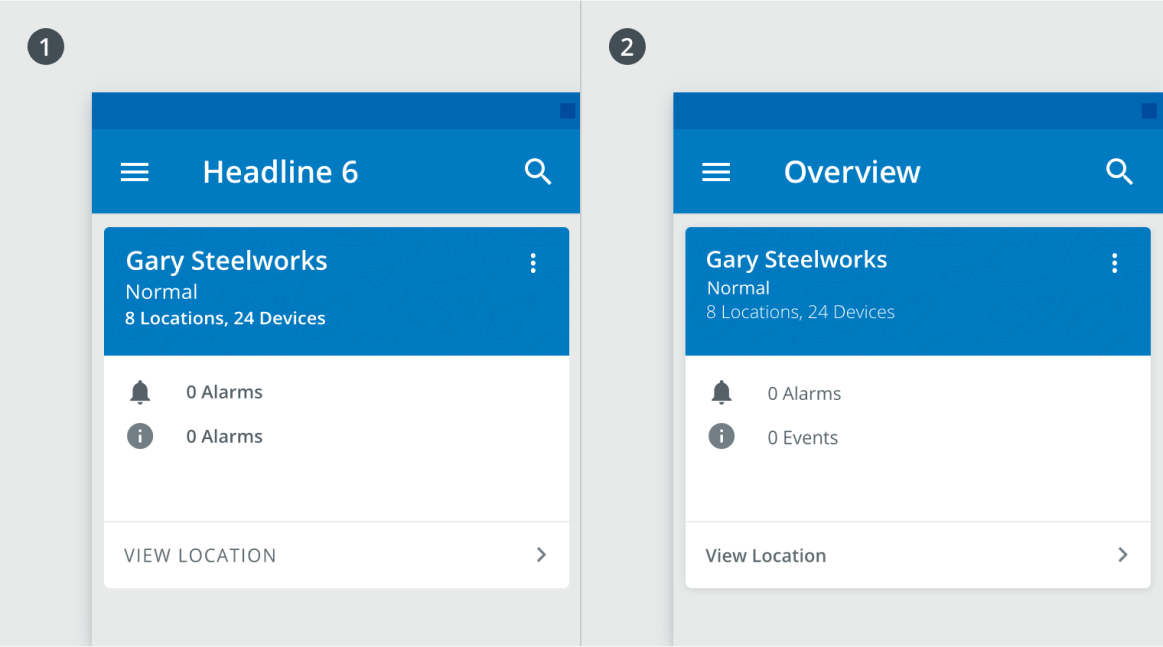 1
Headline 6
Gary Steelworks
Normal
8 Locations, 24 Devices
0 Alarms
0 Alarms
VIEW LOCATION
2
Overview
Gary Steelworks
Normal
8 Locations, 24 Devices
0 Alarms
0 Events
View Location